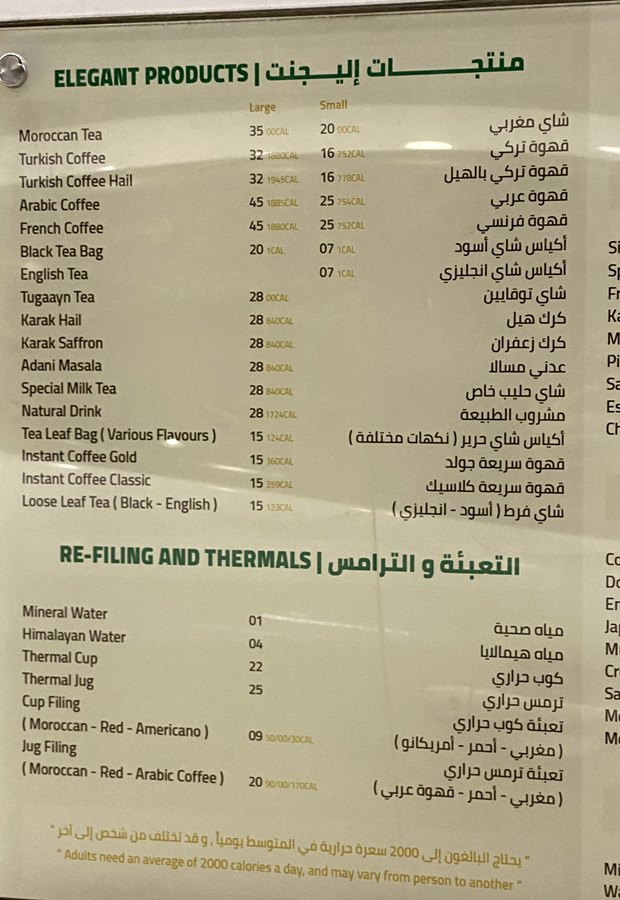 ELEGANT PRODUCTS | منتجـــــــات إليـــجنت
Large Small
Moroccan Tea 35 00CAL 20 00CAL شاي مغربي
Turkish Coffee 32 1880CAL 16 752CAL قهوة تركي
Turkish Coffee Hail 32 1945CAL 16 778CAL قهوة تركي بالهيل
Arabic Coffee 45 1885CAL 25 754CAL قهوة عربي
French Coffee 45 1880CAL 25 752CAL قهوة فرنسي
Black Tea Bag 20 1CAL 07 1CAL أكياس شاي أسود
English Tea 07 1CAL أكياس شاي انجليزي
Tugaayn Tea 28 00CAL شاي توقايين
Karak Hail 28 840CAL كرك هيل
Karak Saffron 28 840CAL كرك زعفران
Adani Masala 28 840CAL عدني مسالا
Special Milk Tea 28 840CAL شاي حليب خاص
Natural Drink 28 1724CAL مشروب الطبيعة
Tea Leaf Bag ( Various Flavours ) 15 124CAL أكياس شاي حرير ( نكهات مختلفة )
Instant Coffee Gold 15 360CAL قهوة سريعة جولد
Instant Coffee Classic 15 359CAL قهوة سريعة كلاسيك
Loose Leaf Tea ( Black - English ) 15 123CAL شاي فرط ( أسود - انجليزي )
RE-FILING AND THERMALS | التعبئة و الترامس
Mineral Water 01 مياه صحية
Himalayan Water 04 مياه هيمالايا
Thermal Cup 22 كوب حراري
Thermal Jug 25 ترمس حراري
Cup Filing تعبئة كوب حراري
( Moroccan - Red - Americano ) 09 50/00/30CAL ( مغربي - أحمر - أمريكانو )
Jug Filing تعبئة ترمس حراري
( Moroccan - Red - Arabic Coffee ) 20 90/00/170CAL ( مغربي - أحمر - قهوة عربي )
" يحتاج البالغون إلى 2000 سعرة حرارية في المتوسط يومياً , و قد تختلف من شخص إلى آخر "
" Adults need an average of 2000 calories a day, and may vary from person to another "